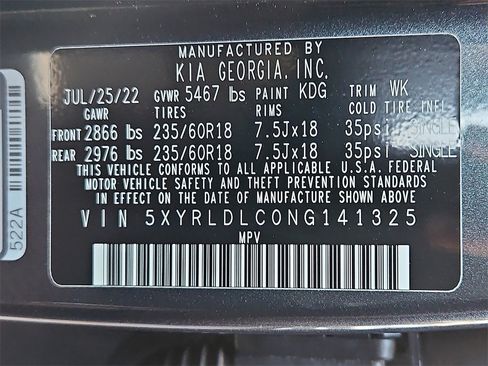 MANUFACTURED BY
KIA GEORGIA, INC.
JUL/25/22 GVWR 5467 lbs PAINT KDG TRIM WK
GAWR TIRES RIMS COLD TIRE INFL
FRONT 2866 lbs 235/60R18 7.5Jx18 35psi SINGLE
REAR 2976 lbs 235/60R18 7.5Jx18 35psi SINGLE
THIS VEHICLE CONFORMS TO ALL APPLICABLE U.S.A. FEDERAL
MOTOR VEHICLE SAFETY AND THEFT PREVENTION STANDARDS
IN EFFECT ON THE DATE OF MANUFACTURE SHOWN ABOVE
VIN 5XYRLDLC0NG141325
MPV
522A